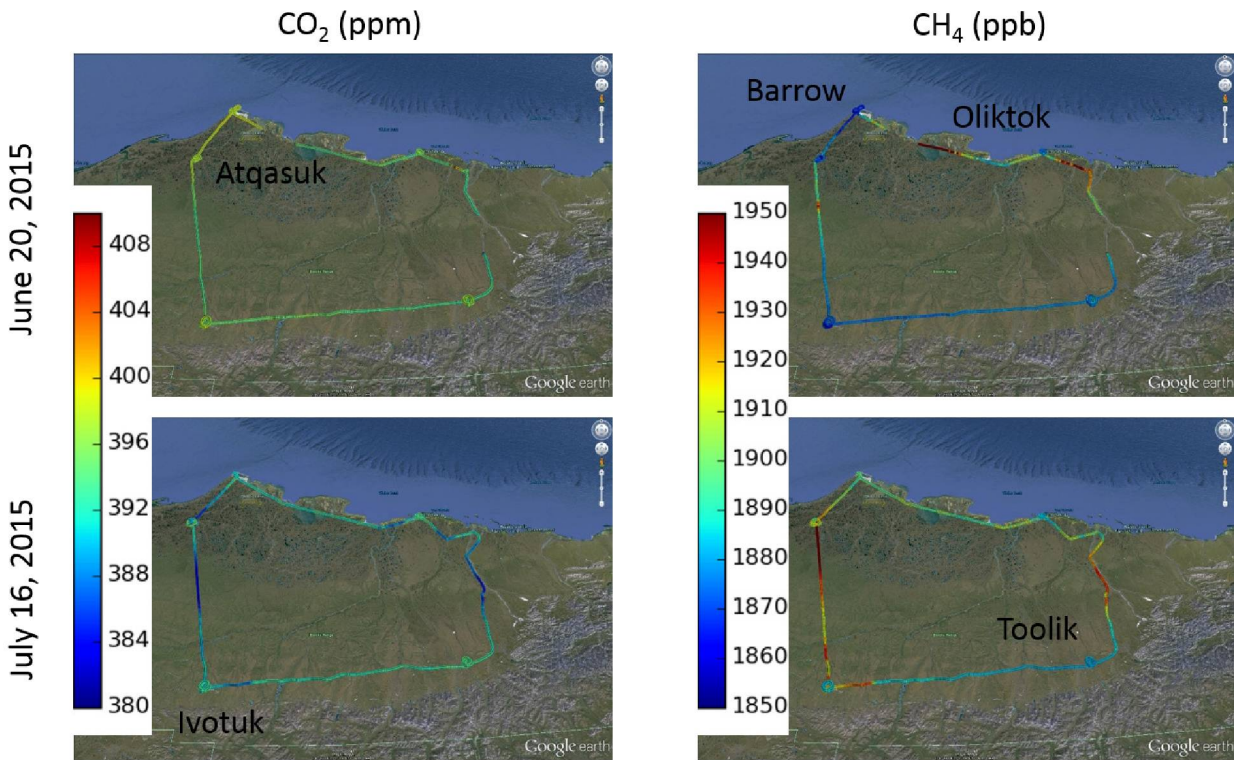 CO₂ (ppm)
CH₄ (ppb)
June 20, 2015
July 16, 2015
Atqasuk
Google earth
Barrow
Oliktok
Google earth
408
404
400
396
392
388
384
380
1950
1940
1930
1920
1910
1900
1890
1880
1870
1860
1850
Ivotuk
Google earth
Toolik
Google earth